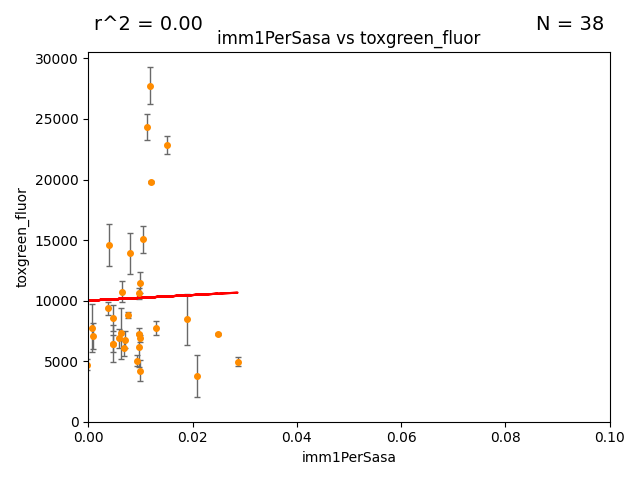 r^2 = 0.00
N = 38
imm1PerSasa vs toxgreen_fluor
30000
25000
20000
15000
10000
5000
0
toxgreen_fluor
0.00
0.02
0.04
0.06
0.08
0.10
imm1PerSasa